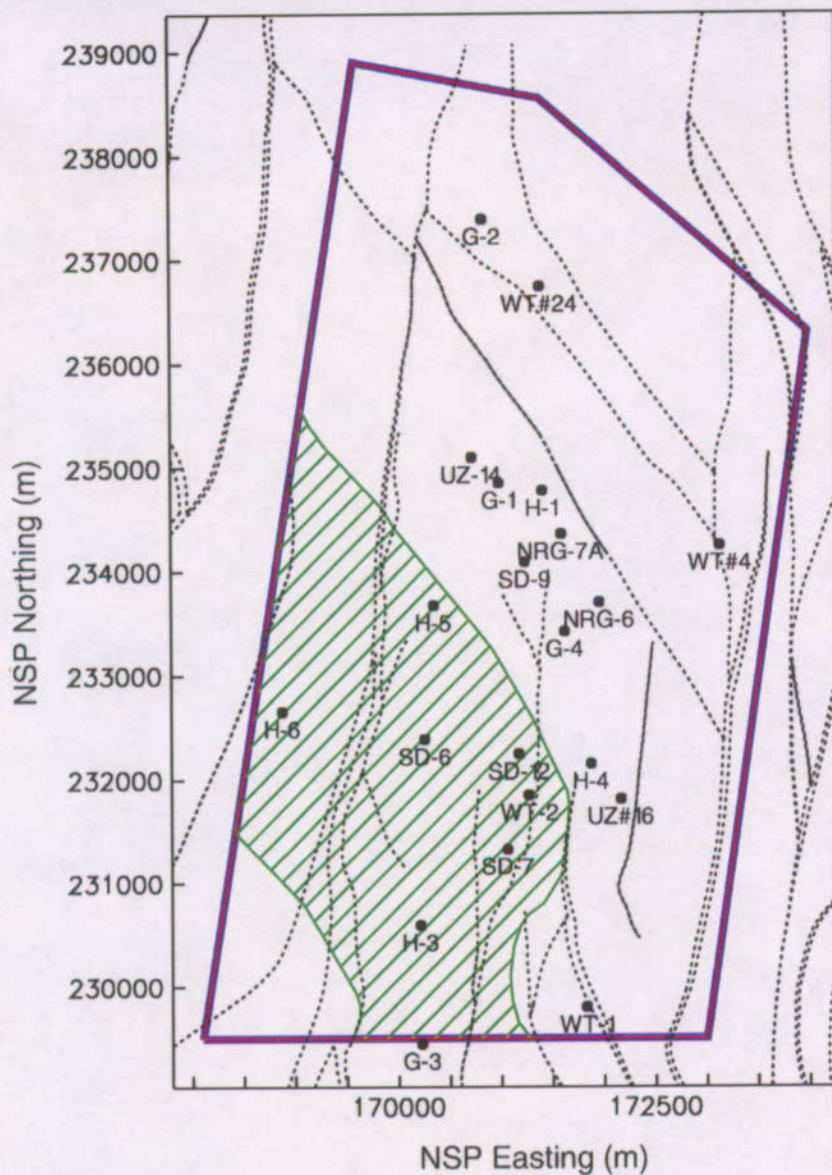 239000
238000
237000
236000
235000
234000
233000
232000
231000
230000
NSP Northing (m)
G-2
WT#24
UZ-14
G-1
H-1
NRG-7A
WT#4
SD-9
NRG-6
H-5
G-4
H-6
SD-6
SD-12
H-4
WT-2
UZ#16
SD-7
H-3
WT-1
G-3
170000
172500
NSP Easting (m)